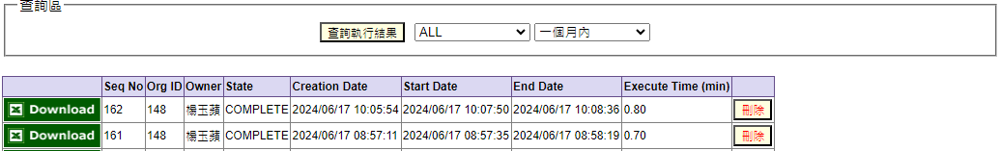 查詢區
查詢執行結果 ALL 一個月內
Seq No Org ID Owner State Creation Date Start Date End Date Execute Time (min)
Download 162 148 楊玉蘋 COMPLETE 2024/06/17 10:05:54 2024/06/17 10:07:50 2024/06/17 10:08:36 0.80 刪除
Download 161 148 楊玉蘋 COMPLETE 2024/06/17 08:57:11 2024/06/17 08:57:35 2024/06/17 08:58:19 0.70 刪除